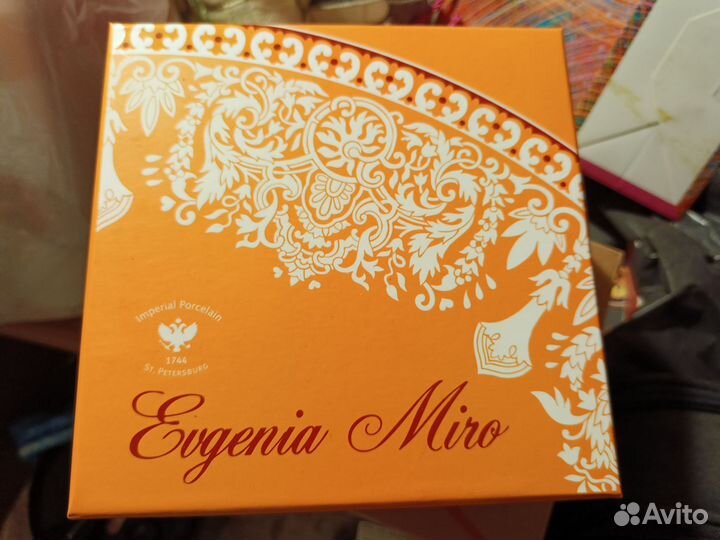 Imperial Porcelain
1744
St. Petersburg
Evgenia Miro
Avito